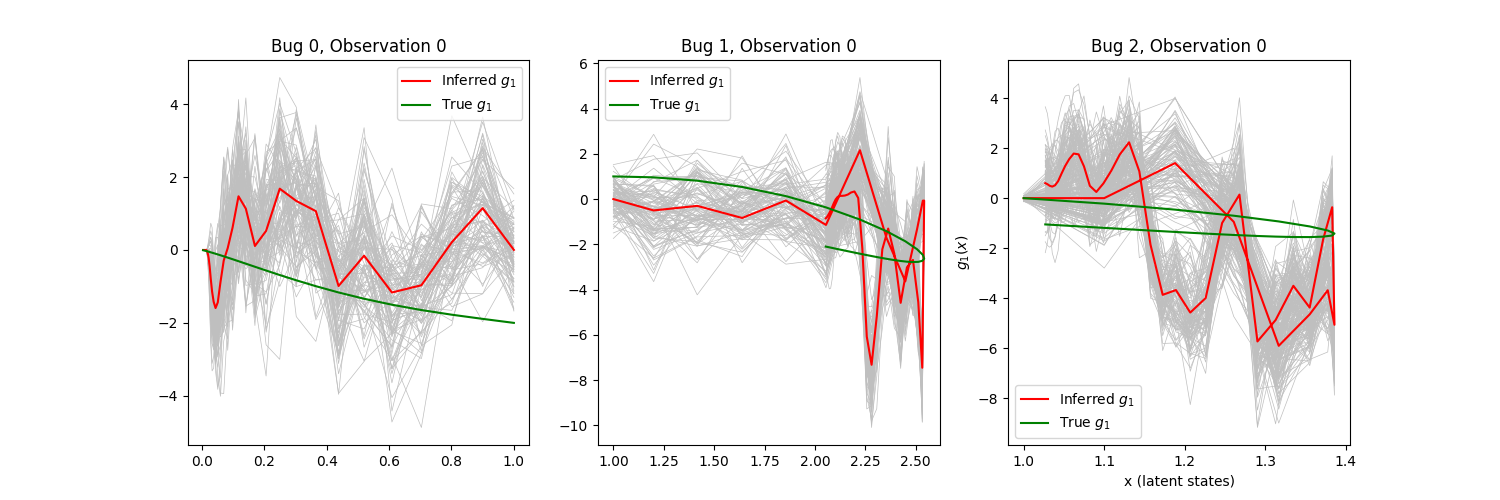 Bug 0, Observation 0
Inferred g₁
True g₁
4
2
0
−2
−4
0.0 0.2 0.4 0.6 0.8 1.0
Bug 1, Observation 0
Inferred g₁
True g₁
6
4
2
0
−2
−4
−6
−8
−10
1.00 1.25 1.50 1.75 2.00 2.25 2.50
Bug 2, Observation 0
Inferred g₁
True g₁
g₁(x)
4
2
0
−2
−4
−6
−8
1.0 1.1 1.2 1.3 1.4
x (latent states)